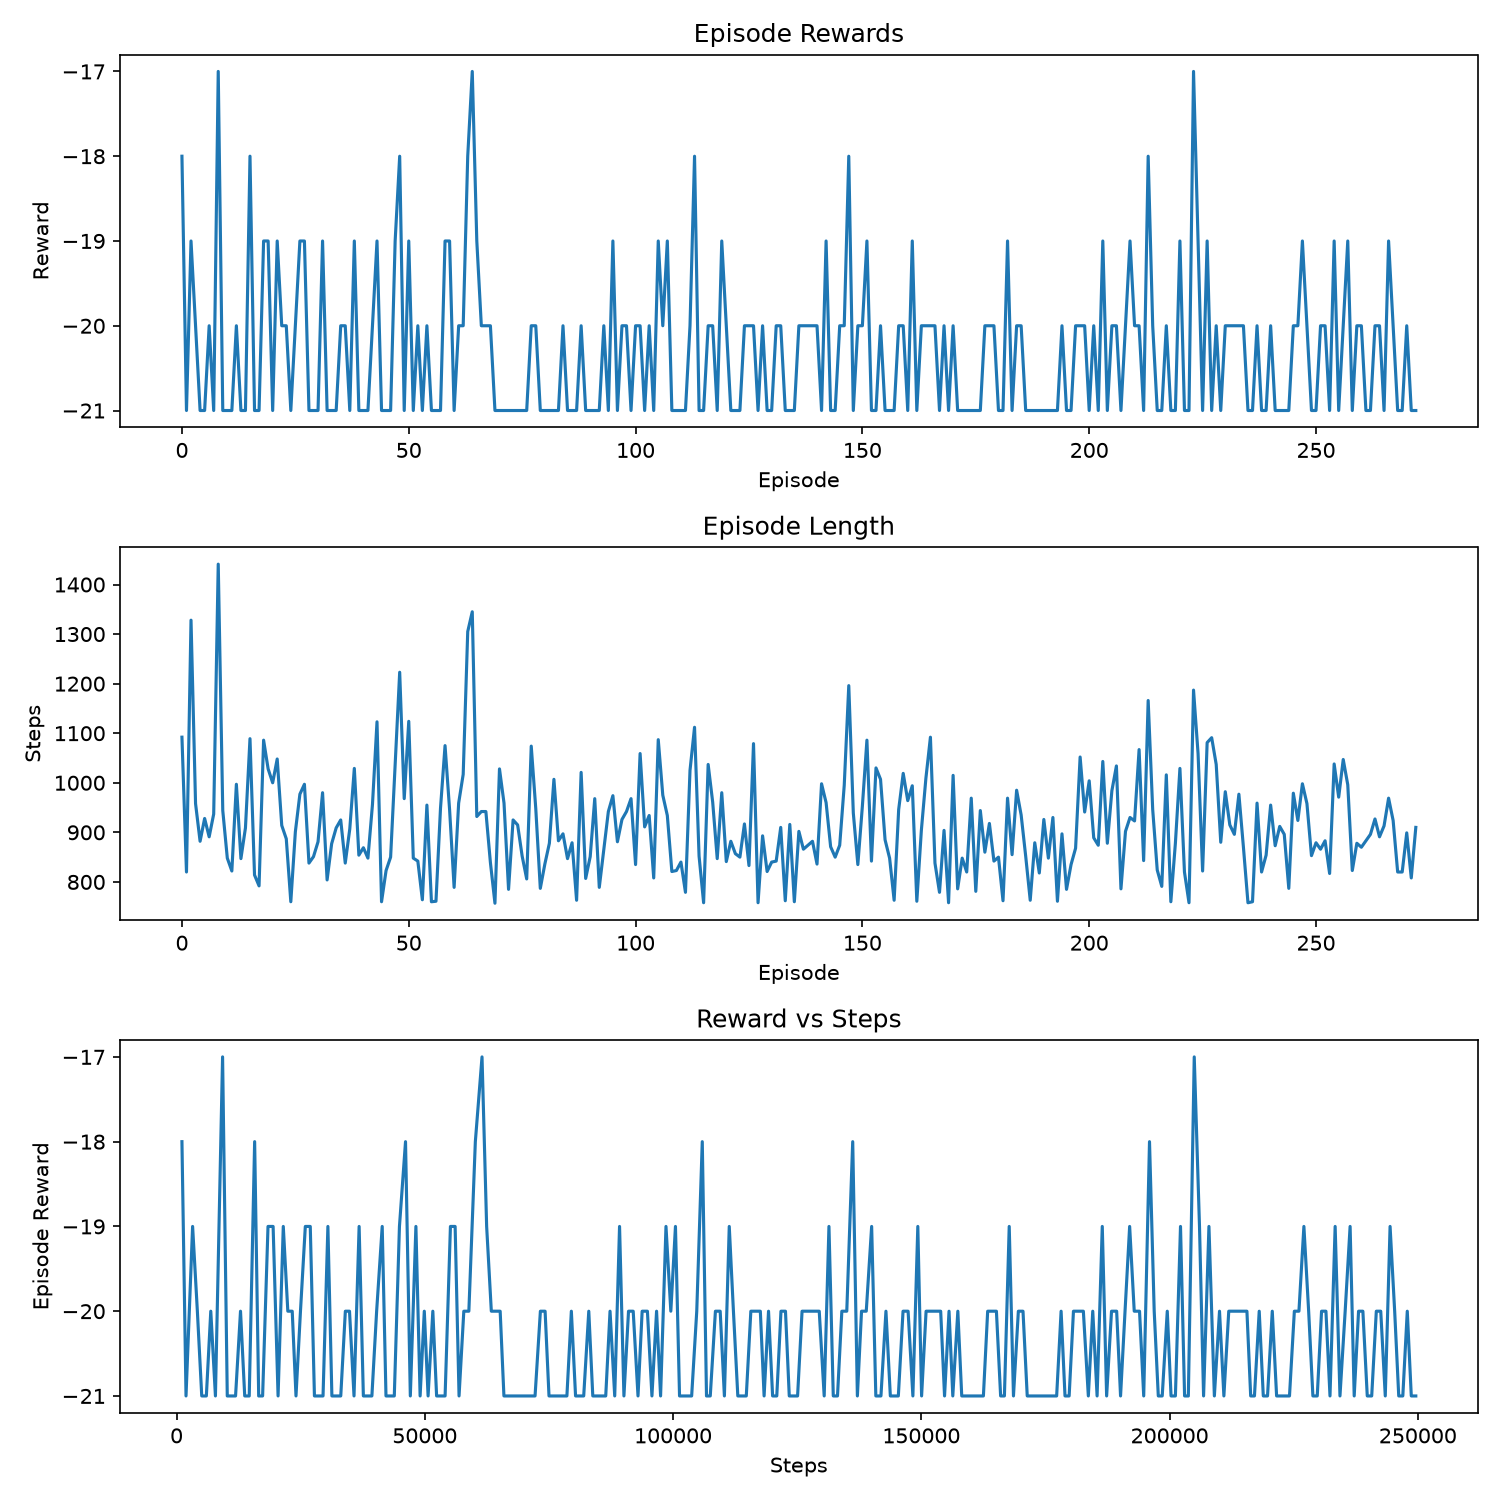 Episode Rewards
−17
−18
−19
−20
−21
Reward
0 50 100 150 200 250
Episode
Episode Length
1400
1300
1200
1100
1000
900
800
Steps
0 50 100 150 200 250
Episode
Reward vs Steps
−17
−18
−19
−20
−21
Episode Reward
0 50000 100000 150000 200000 250000
Steps